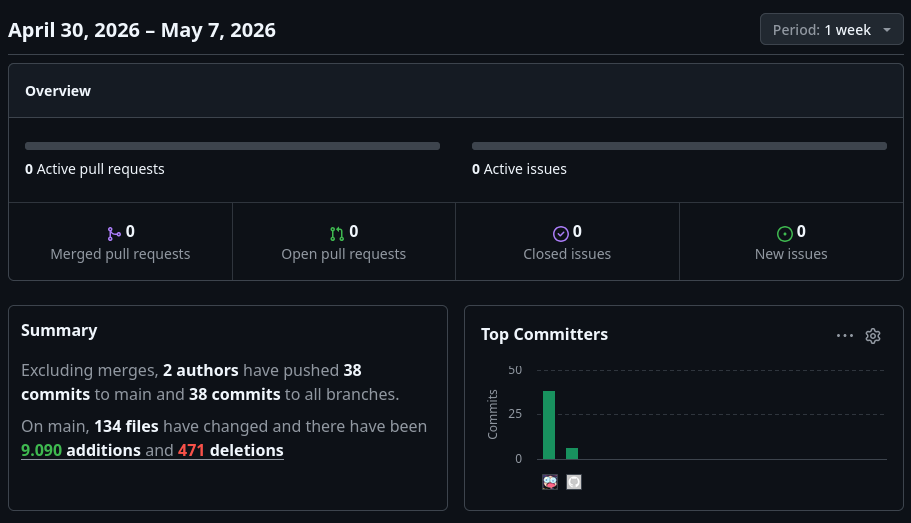 April 30, 2026 – May 7, 2026
Period: 1 week
Overview
0 Active pull requests
0 Active issues
0
Merged pull requests
0
Open pull requests
0
Closed issues
0
New issues
Summary
Excluding merges, 2 authors have pushed 38
commits to main and 38 commits to all branches.
On main, 134 files have changed and there have been
9.090 additions and 471 deletions
Top Committers
Commits
50
25
0